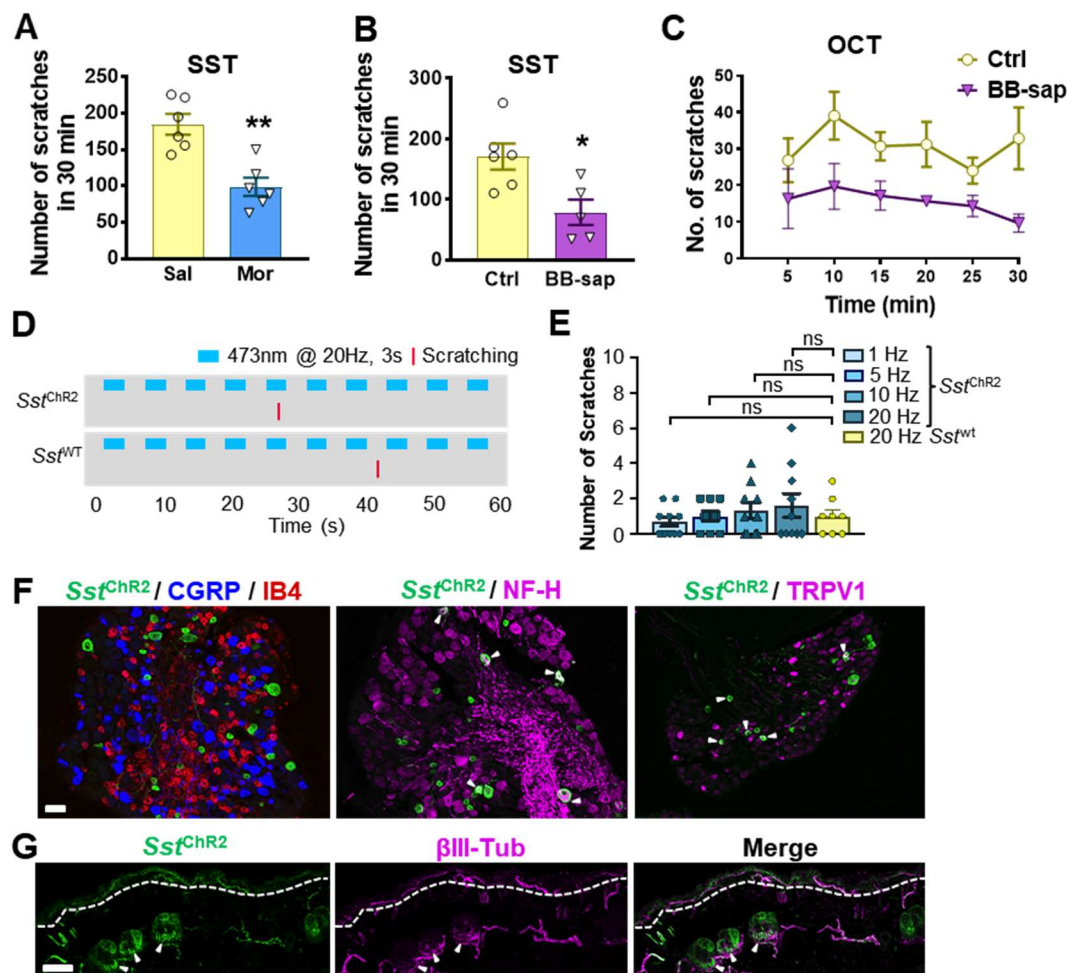 A
SST
Number of scratches
in 30 min
250
200
150
100
50
0
**
Sal
Mor
B
SST
Number of scratches
in 30 min
300
200
100
0
*
Ctrl
BB-sap
C
OCT
Ctrl
BB-sap
No. of scratches
50
40
30
20
10
0
5 10 15 20 25 30
Time (min)
D
473nm @ 20Hz, 3s Scratching
SstChR2
SstWT
0 10 20 30 40 50 60
Time (s)
E
Number of Scratches
10
8
6
4
2
0
ns
ns
ns
ns
1 Hz
5 Hz
10 Hz
20 Hz
20 Hz
SstChR2
Sstwt
F
SstChR2 / CGRP / IB4
SstChR2 / NF-H
SstChR2 / TRPV1
G
SstChR2
βIII-Tub
Merge